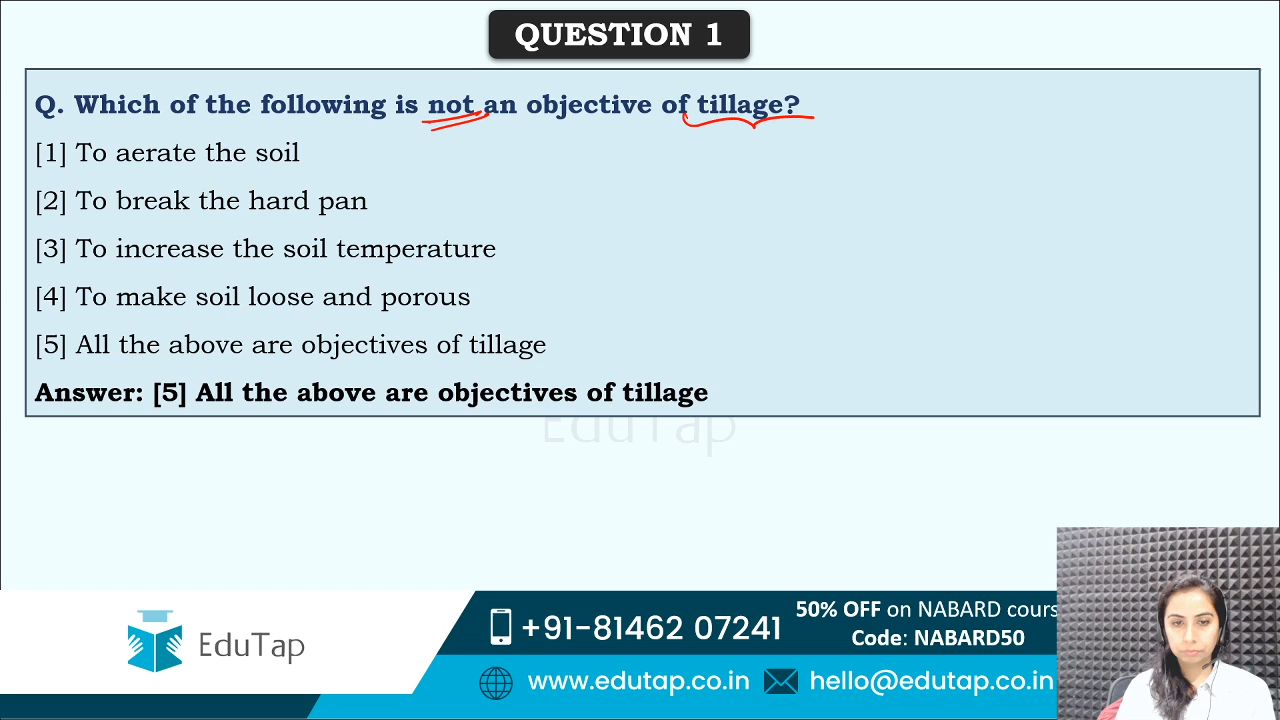 QUESTION 1
Q. Which of the following is not an objective of tillage?
[1] To aerate the soil
[2] To break the hard pan
[3] To increase the soil temperature
[4] To make soil loose and porous
[5] All the above are objectives of tillage
Answer: [5] All the above are objectives of tillage
EduTap
EduTap
+91-81462 07241
50% OFF on NABARD cours
Code: NABARD50
www.edutap.co.in
hello@edutap.co.in